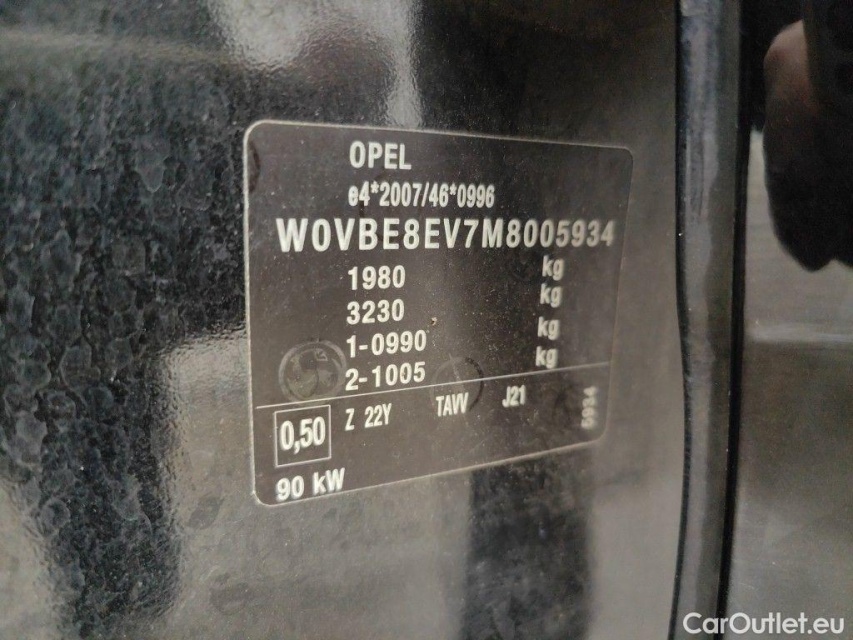 OPEL
e4*2007/46*0996
W0VBE8EV7M8005934
1980 kg
3230 kg
1-0990 kg
2-1005 kg
0,50 Z 22Y TAW J21 5934
90 kW
CarOutlet.eu